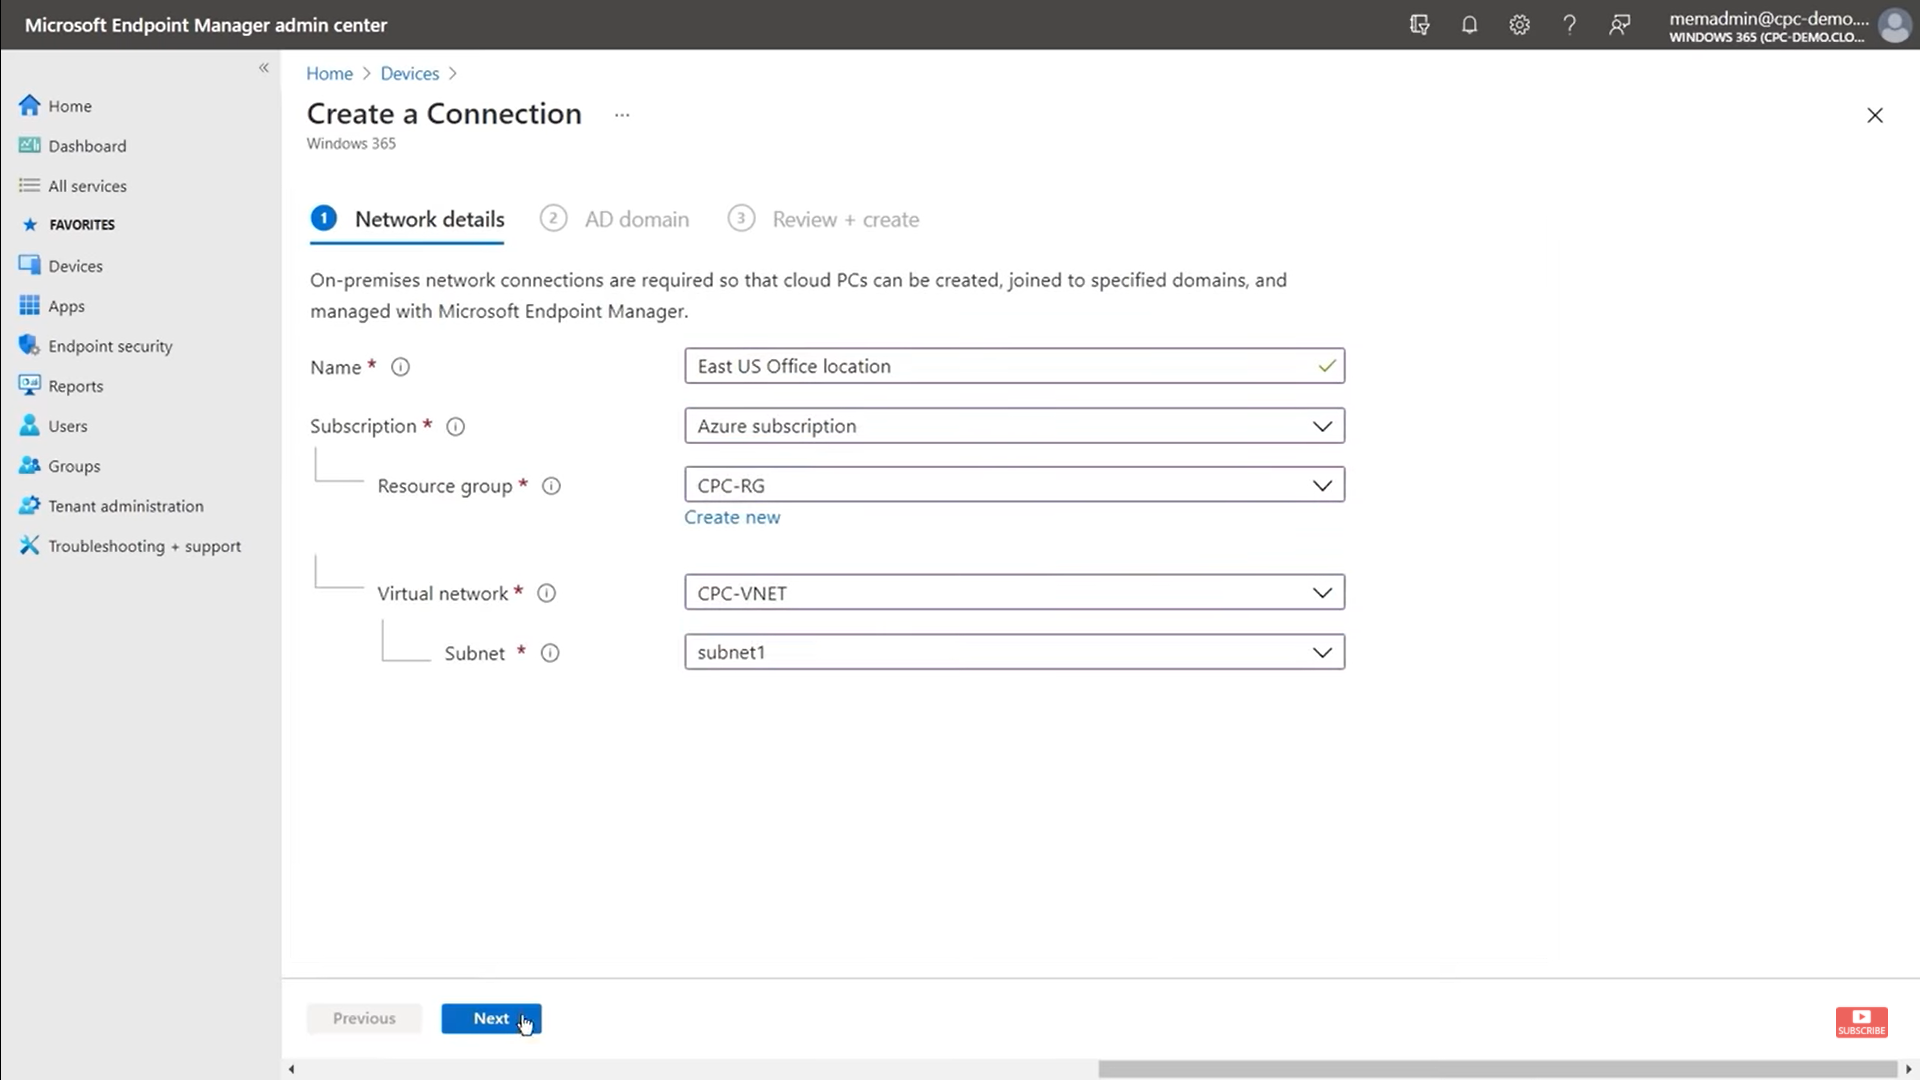 Microsoft Endpoint Manager admin center
memadmin@cpc-demo....
WINDOWS 365 (CPC-DEMO.CLO...
Home
Dashboard
All services
FAVORITES
Devices
Apps
Endpoint security
Reports
Users
Groups
Tenant administration
Troubleshooting + support
Home > Devices >
Create a Connection ...
Windows 365
1 Network details 2 AD domain 3 Review + create
On-premises network connections are required so that cloud PCs can be created, joined to specified domains, and
managed with Microsoft Endpoint Manager.
Name * East US Office location
Subscription * Azure subscription
Resource group * CPC-RG
Create new
Virtual network * CPC-VNET
Subnet * subnet1
Previous Next
SUBSCRIBE